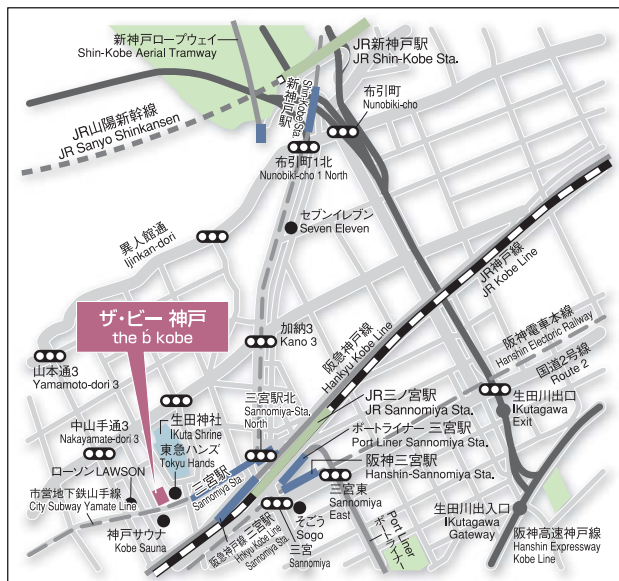 新神戸ロープウェイ
Shin-Kobe Aerial Tramway
JR新神戸駅
JR Shin-Kobe Sta.
新神戸駅
Shin-Kobe Sta.
布引町
Nunobiki-cho
JR山陽新幹線
JR Sanyo Shinkansen
布引町1北
Nunobiki-cho 1 North
セブンイレブン
Seven Eleven
異人館通
Ijinkan-dori
JR神戸線
JR Kobe Line
ザ・ビー 神戸
the b kobe
加納3
Kano 3
阪急神戸線
Hankyu Kobe Line
阪神電車本線
Hanshin Electoric Railway
国道2号線
Route 2
山本通3
Yamamoto-dori 3
三宮駅北
Sannomiya-Sta.
North
JR三ノ宮駅
JR Sannomiya Sta.
生田川出口
IKutagawa
Exit
中山手通3
Nakayamate-dori 3
生田神社
IKuta Shrine
東急ハンズ
Tokyu Hands
ポートライナー 三宮駅
Port Liner Sannomiya Sta.
阪神三宮駅
Hanshin-Sannomiya Sta.
ローソン LAWSON
三宮駅
Sannomiya Sta.
市営地下鉄山手線
City Subway Yamate Line
三宮東
Sannomiya
East
神戸サウナ
Kobe Sauna
阪急神戸線 三宮駅
Hnkyu Kobe Line
Sannomiya Sta.
そごう
Sogo
三宮
Sannomiya
Port Liner
ポートライナー
生田川出入口
IKutagawa
Gateway
阪神高速神戸線
Hanshin Expressway
Kobe Line